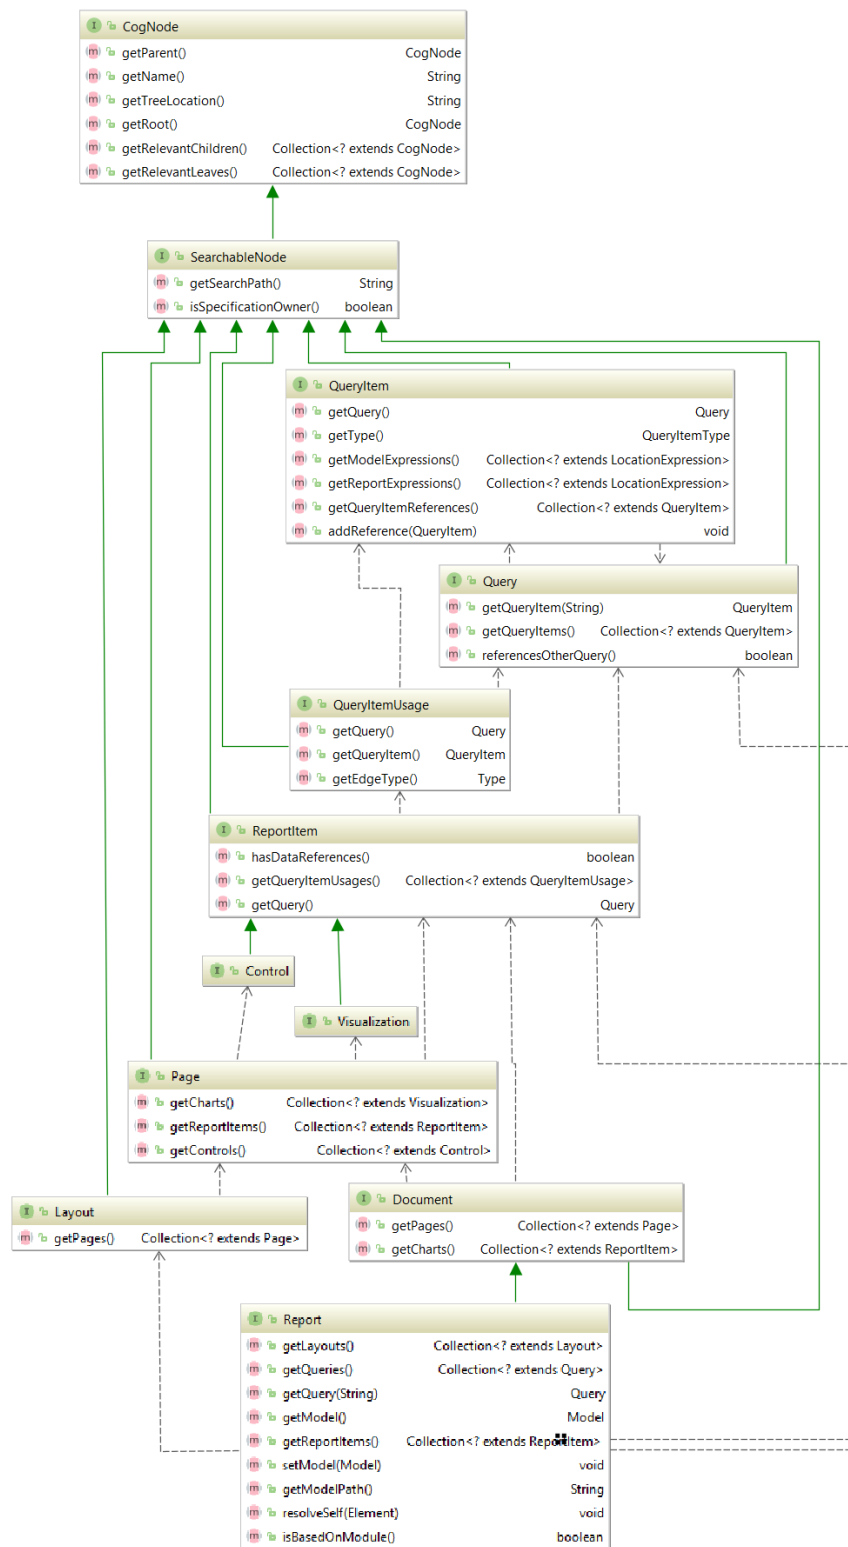 I CogNode
m getParent() CogNode
m getName() String
m getTreeLocation() String
m getRoot() CogNode
m getRelevantChildren() Collection<? extends CogNode>
m getRelevantLeaves() Collection<? extends CogNode>
I SearchableNode
m getSearchPath() String
m isSpecificationOwner() boolean
I QueryItem
m getQuery() Query
m getType() QueryItemType
m getModelExpressions() Collection<? extends LocationExpression>
m getReportExpressions() Collection<? extends LocationExpression>
m getQueryItemReferences() Collection<? extends QueryItem>
m addReference(QueryItem) void
I Query
m getQueryItem(String) QueryItem
m getQueryItems() Collection<? extends QueryItem>
m referencesOtherQuery() boolean
I QueryItemUsage
m getQuery() Query
m getQueryItem() QueryItem
m getEdgeType() Type
I ReportItem
m hasDataReferences() boolean
m getQueryItemUsages() Collection<? extends QueryItemUsage>
m getQuery() Query
I Control
I Visualization
I Page
m getCharts() Collection<? extends Visualization>
m getReportItems() Collection<? extends ReportItem>
m getControls() Collection<? extends Control>
I Layout
m getPages() Collection<? extends Page>
I Document
m getPages() Collection<? extends Page>
m getCharts() Collection<? extends ReportItem>
I Report
m getLayouts() Collection<? extends Layout>
m getQueries() Collection<? extends Query>
m getQuery(String) Query
m getModel() Model
m getReportItems() Collection<? extends ReportItem>
m setModel(Model) void
m getModelPath() String
m resolveSelf(Element) void
m isBasedOnModule() boolean